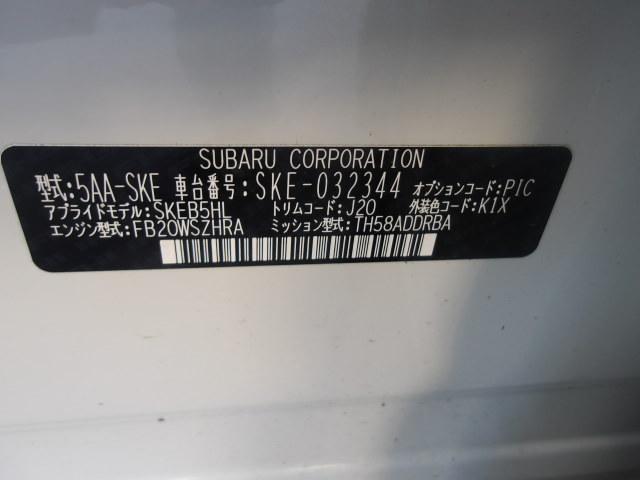 SUBARU CORPORATION
型式:5AA-SKE 車台番号:SKE-032344 オプションコード:PIC
アプライドモデル:SKEB5HL トリムコード:J20 外装色コード:K1X
エンジン型式:FB20WSZHRA ミッション型式:TH58ADDRBA